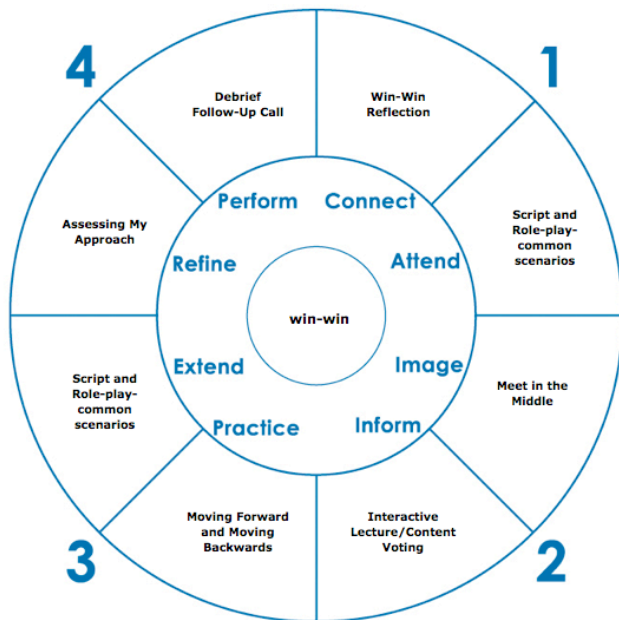 4
1
Debrief
Follow-Up Call
Win-Win
Reflection
Perform
Connect
Assessing My
Approach
Script and
Role-play-
common
scenarios
Refine
Attend
win-win
Extend
Image
Script and
Role-play-
common
scenarios
Meet in the
Middle
Practice
Inform
Moving Forward
and Moving
Backwards
Interactive
Lecture/Content
Voting
3
2